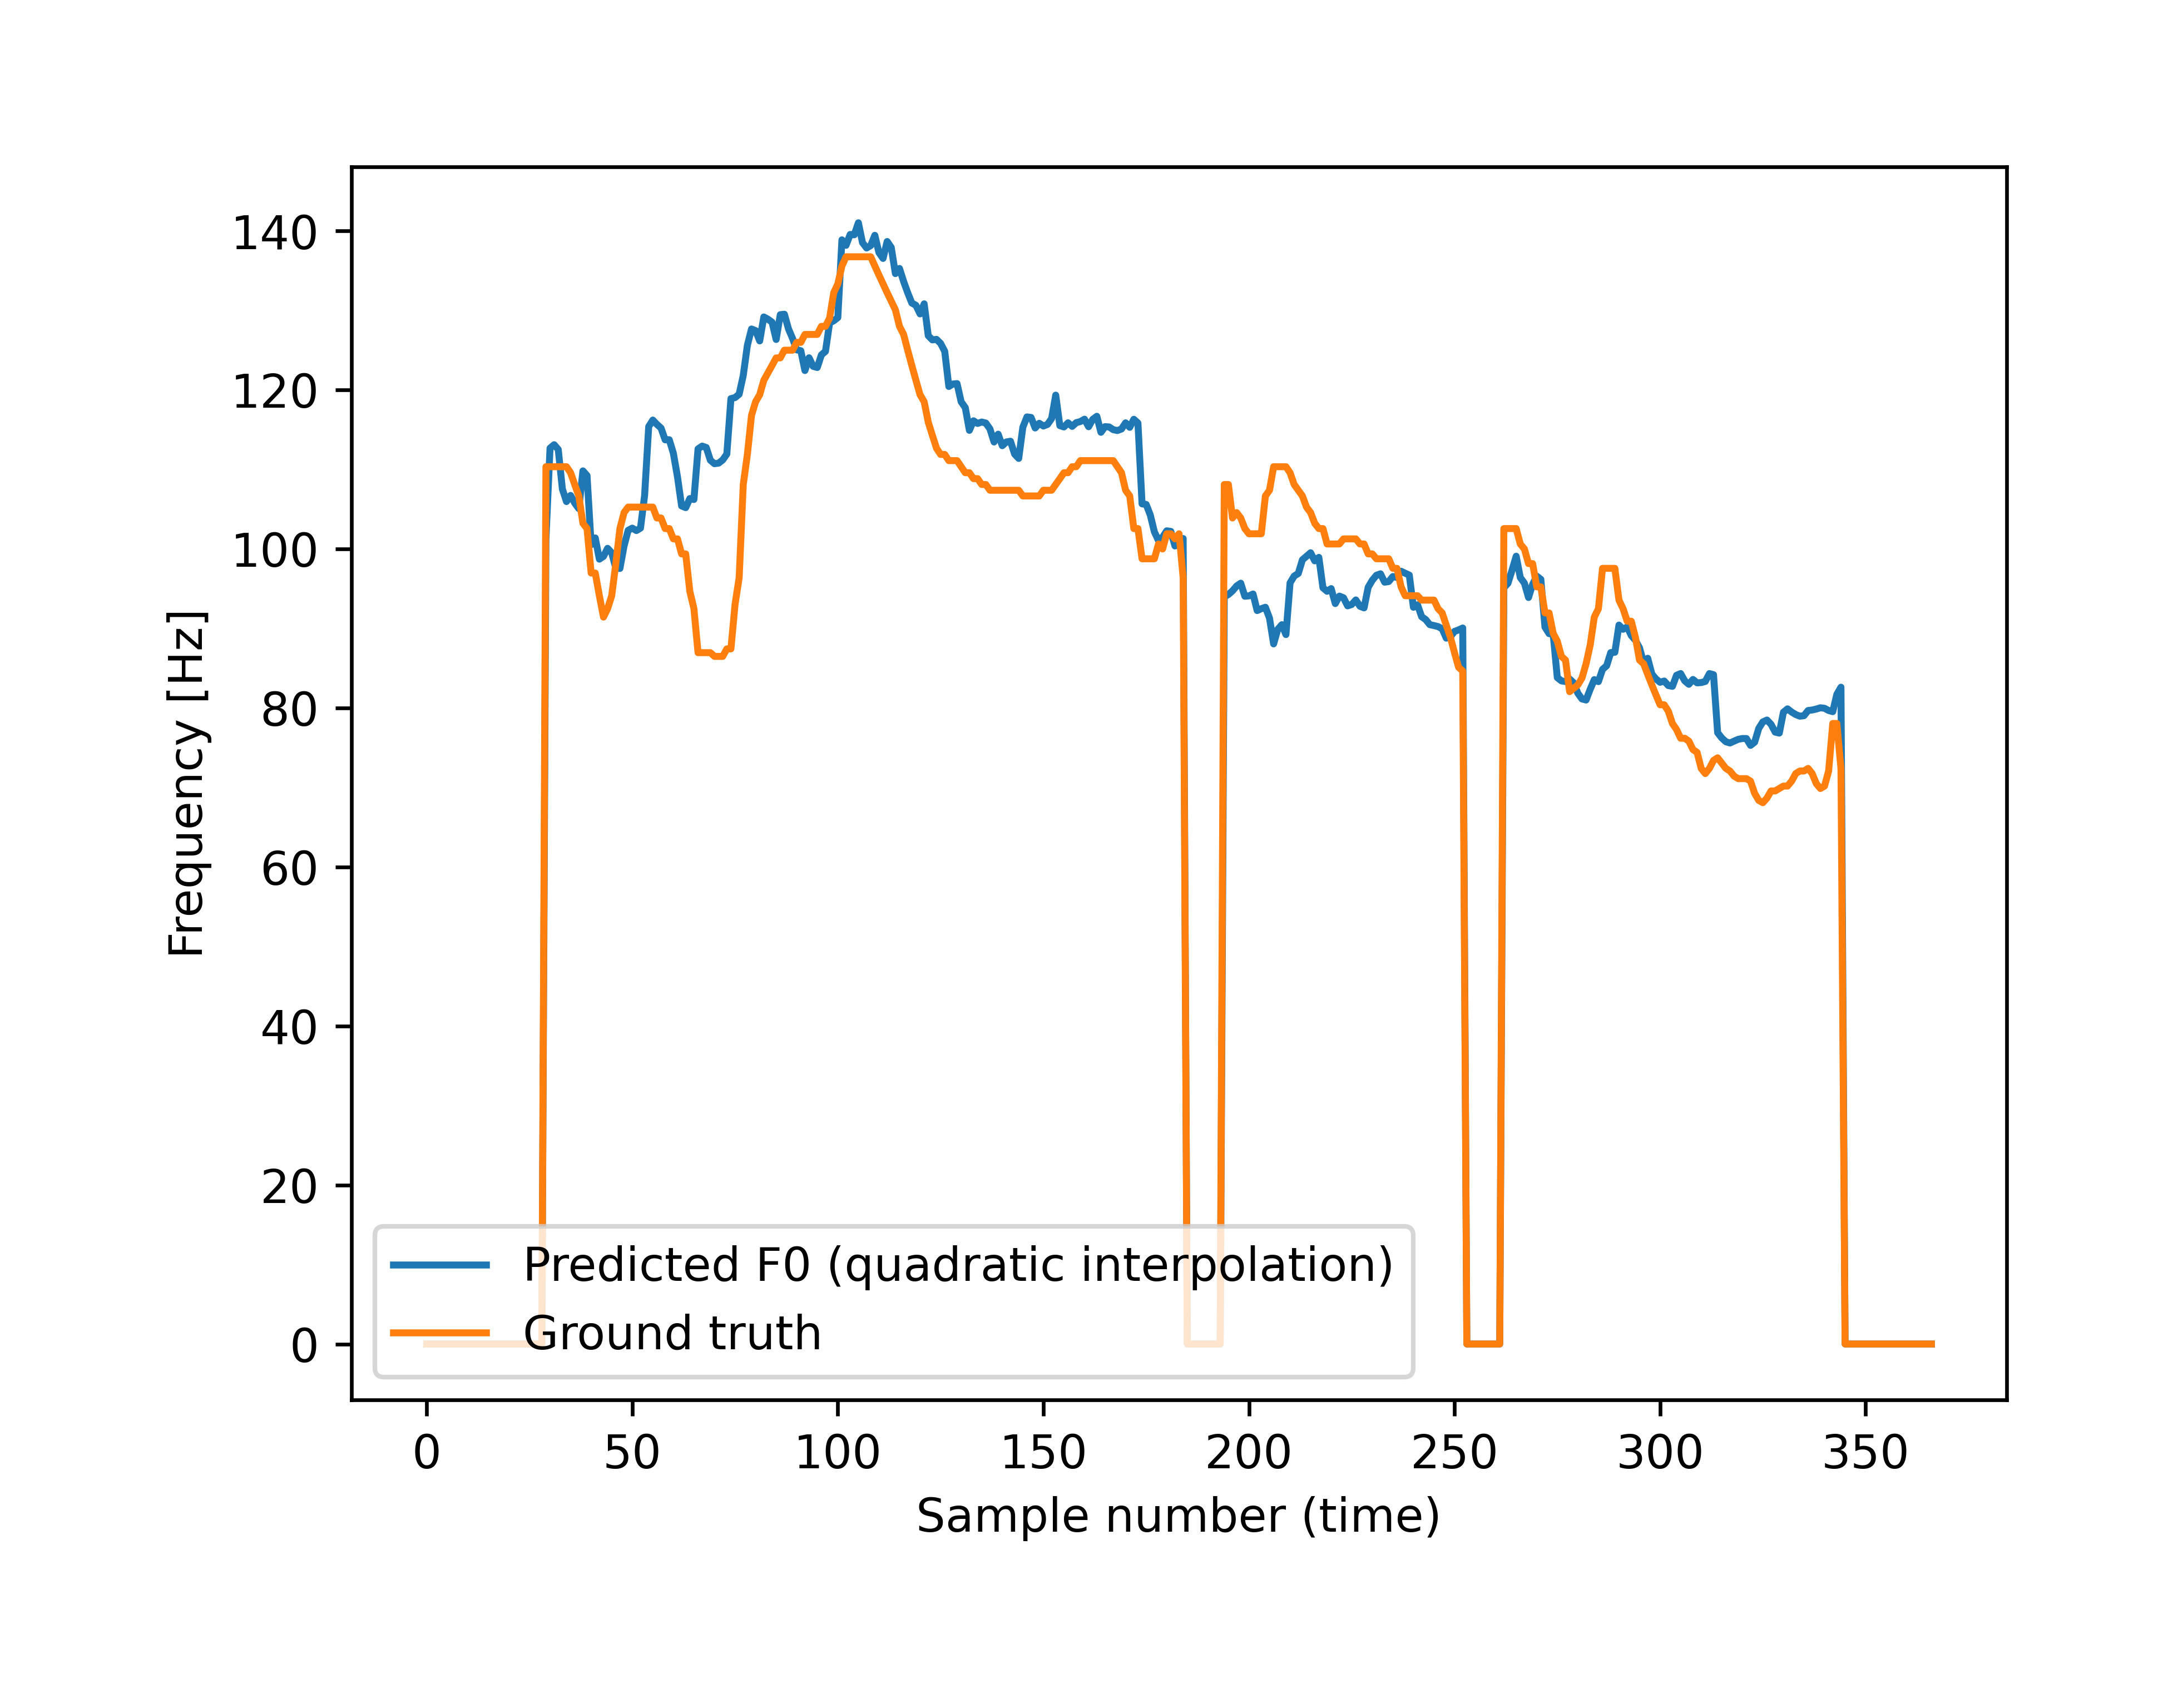 140
120
100
80
60
40
20
0
Frequency [Hz]
Predicted F0 (quadratic interpolation)
Ground truth
0 50 100 150 200 250 300 350
Sample number (time)